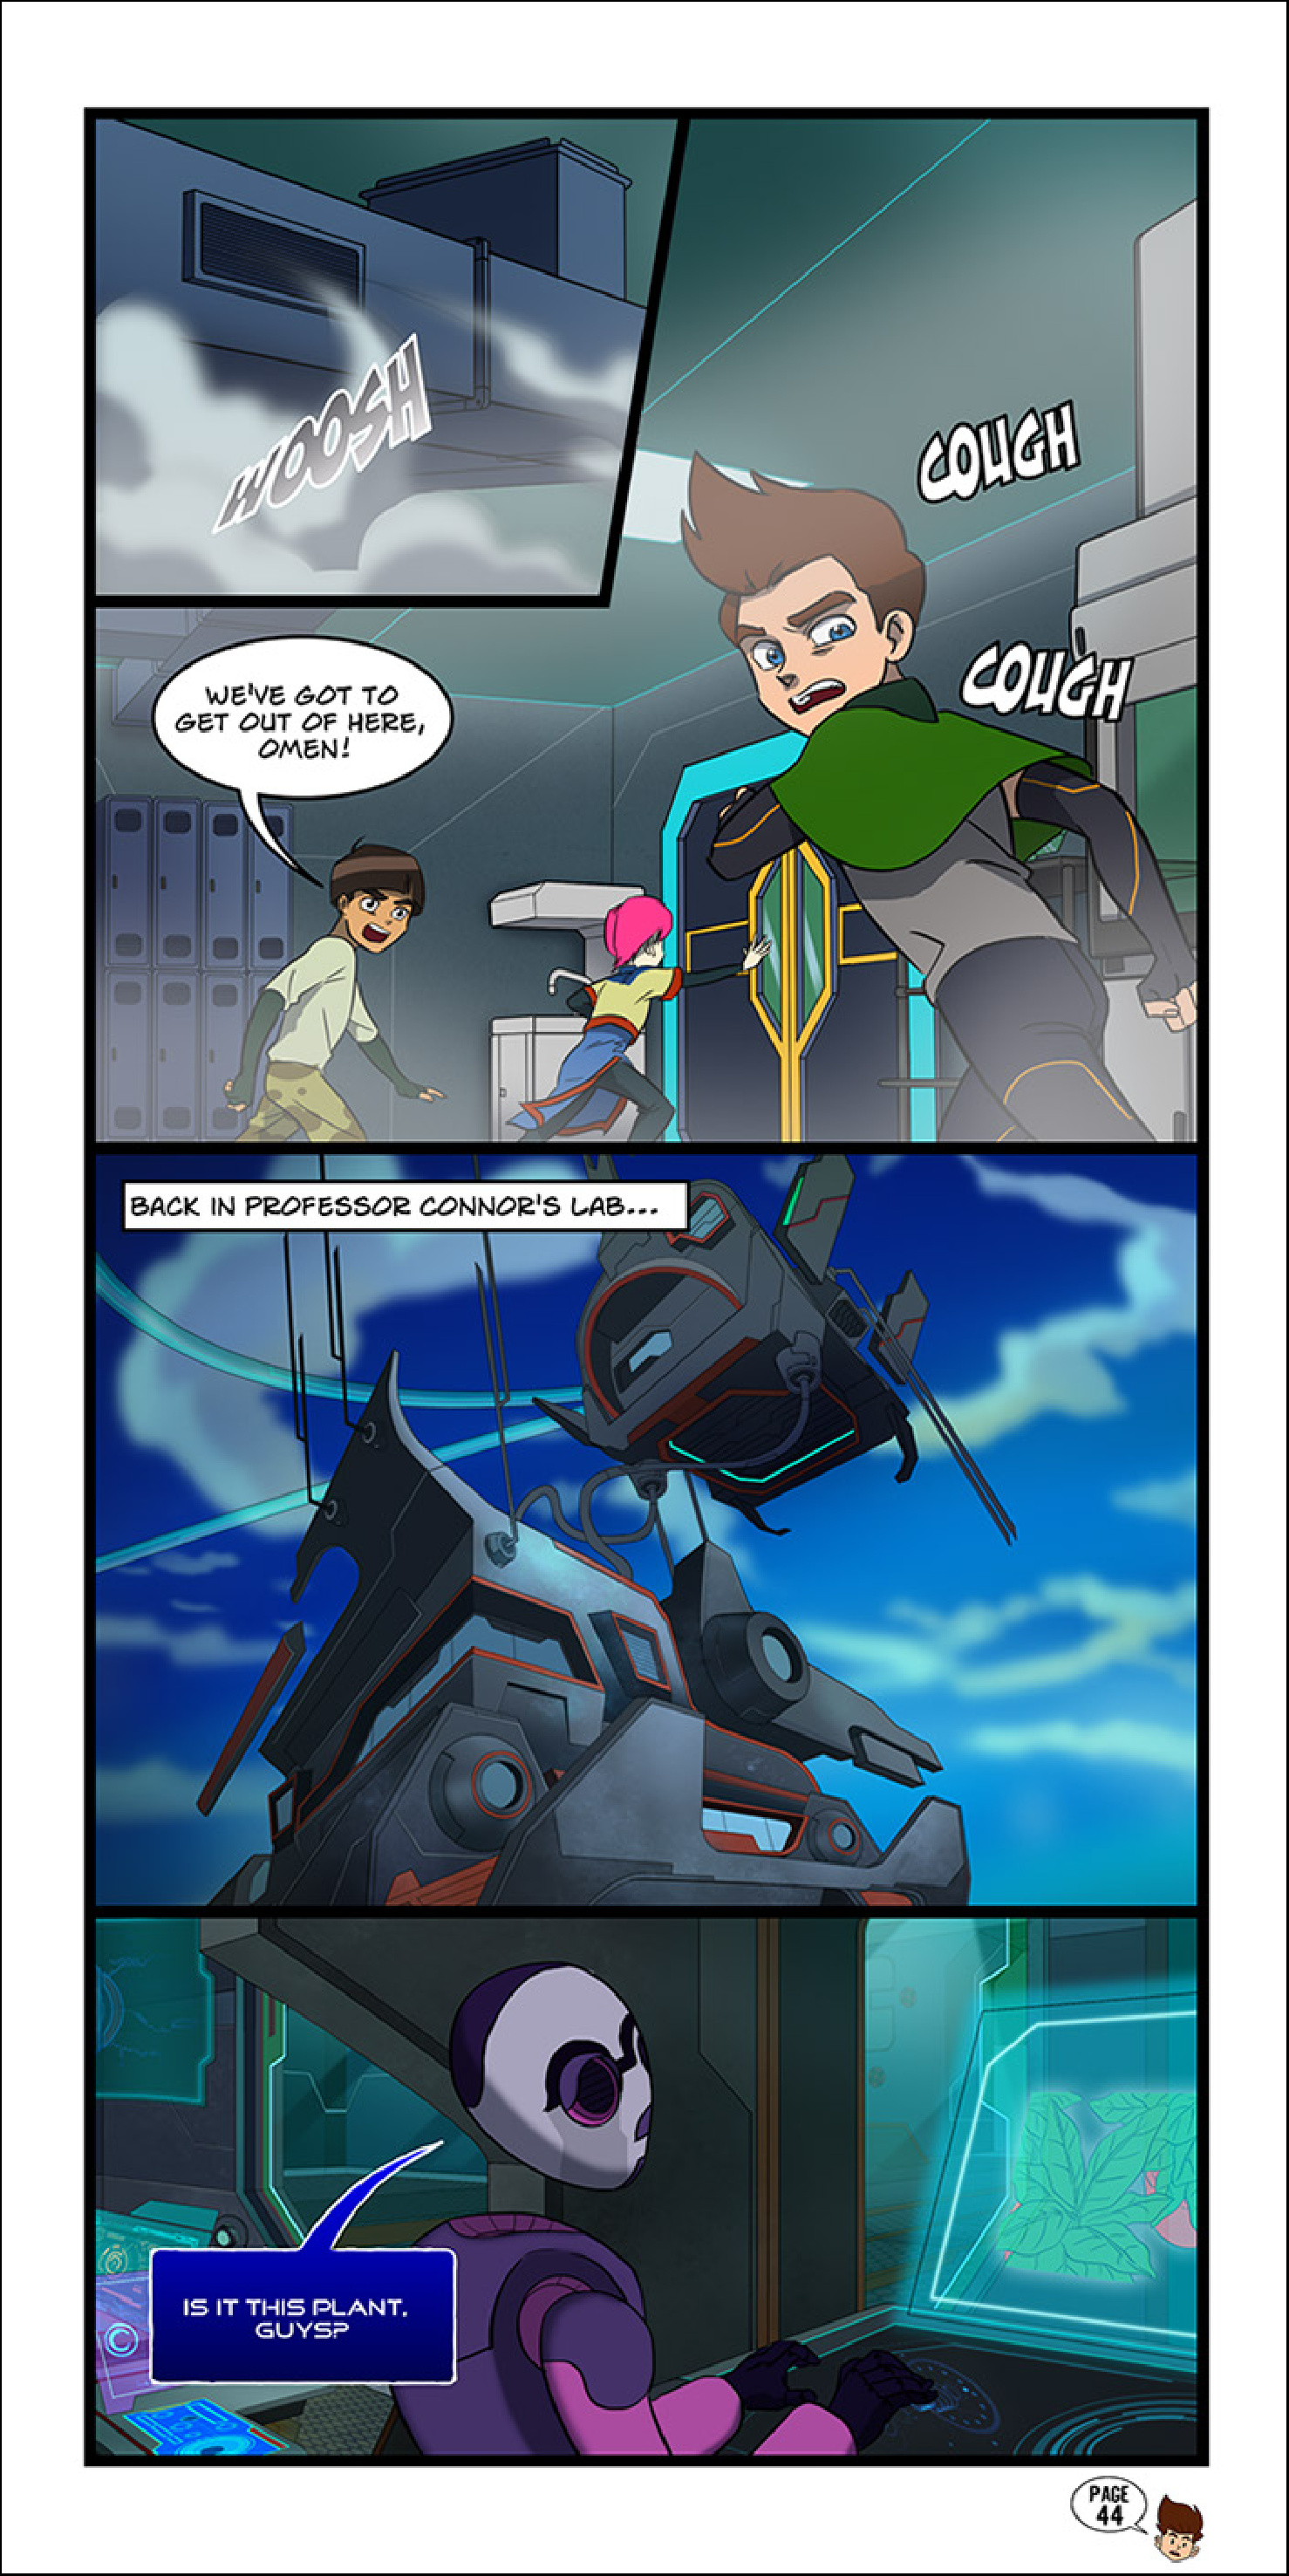 WOOSH
COUGH
COUGH
WE'VE GOT TO
GET OUT OF HERE,
OMEN!
BACK IN PROFESSOR CONNOR'S LAB...
IS IT THIS PLANT,
GUYS?
©
PAGE
44